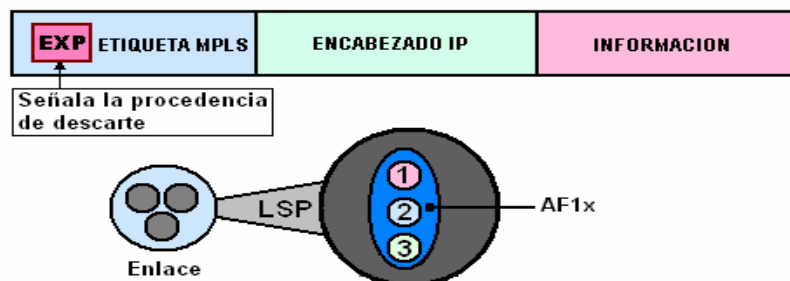 EXP ETIQUETA MPLS ENCABEZADO IP INFORMACION
Señala la procedencia
de descarte
1
LSP 2 AF1x
3
Enlace